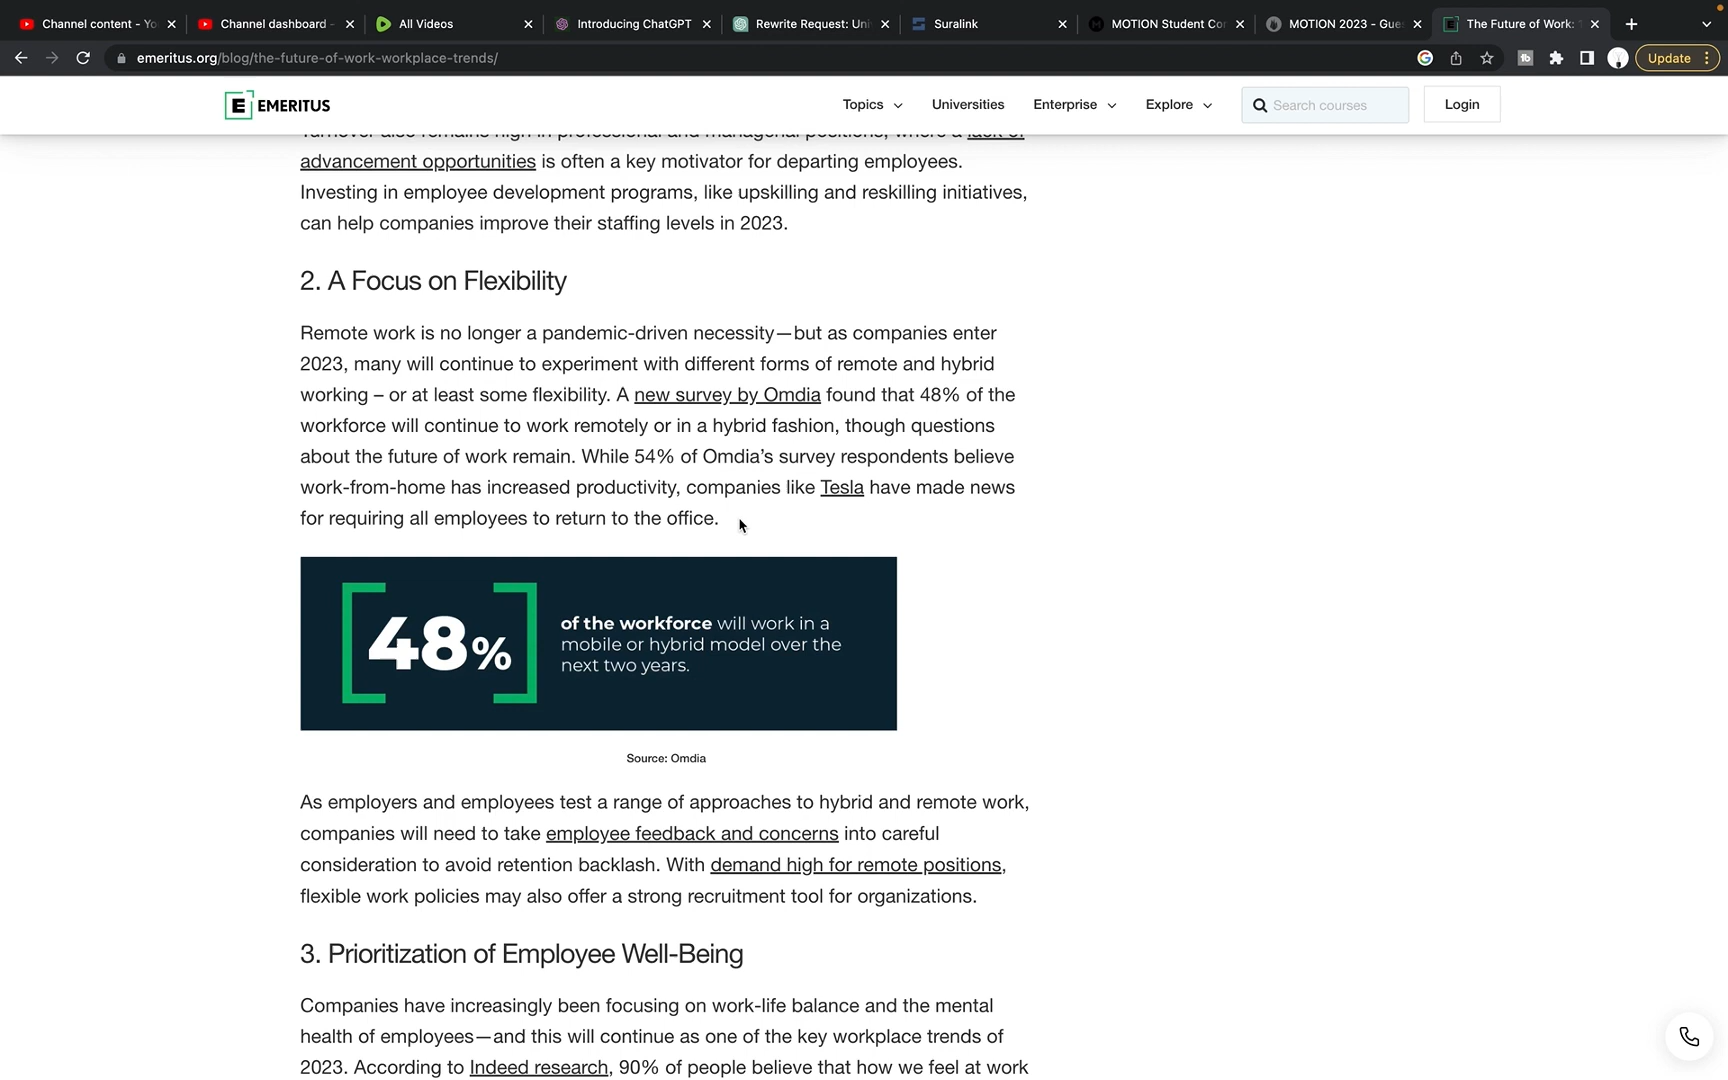 Channel content - Yo
Channel dashboard -
All Videos
Introducing ChatGPT
Rewrite Request: Uni
Suralink
MOTION Student Con
MOTION 2023 - Gues
The Future of Work:
emeritus.org/blog/the-future-of-work-workplace-trends/
Update
E EMERITUS
Topics
Universities
Enterprise
Explore
Search courses
Login
Turnover also remains high in professional and managerial positions, where a lack of
advancement opportunities is often a key motivator for departing employees.
Investing in employee development programs, like upskilling and reskilling initiatives,
can help companies improve their staffing levels in 2023.
2. A Focus on Flexibility
Remote work is no longer a pandemic-driven necessity—but as companies enter
2023, many will continue to experiment with different forms of remote and hybrid
working – or at least some flexibility. A new survey by Omdia found that 48% of the
workforce will continue to work remotely or in a hybrid fashion, though questions
about the future of work remain. While 54% of Omdia’s survey respondents believe
work-from-home has increased productivity, companies like Tesla have made news
for requiring all employees to return to the office.
48%
of the workforce will work in a
mobile or hybrid model over the
next two years.
Source: Omdia
As employers and employees test a range of approaches to hybrid and remote work,
companies will need to take employee feedback and concerns into careful
consideration to avoid retention backlash. With demand high for remote positions,
flexible work policies may also offer a strong recruitment tool for organizations.
3. Prioritization of Employee Well-Being
Companies have increasingly been focusing on work-life balance and the mental
health of employees—and this will continue as one of the key workplace trends of
2023. According to Indeed research, 90% of people believe that how we feel at work